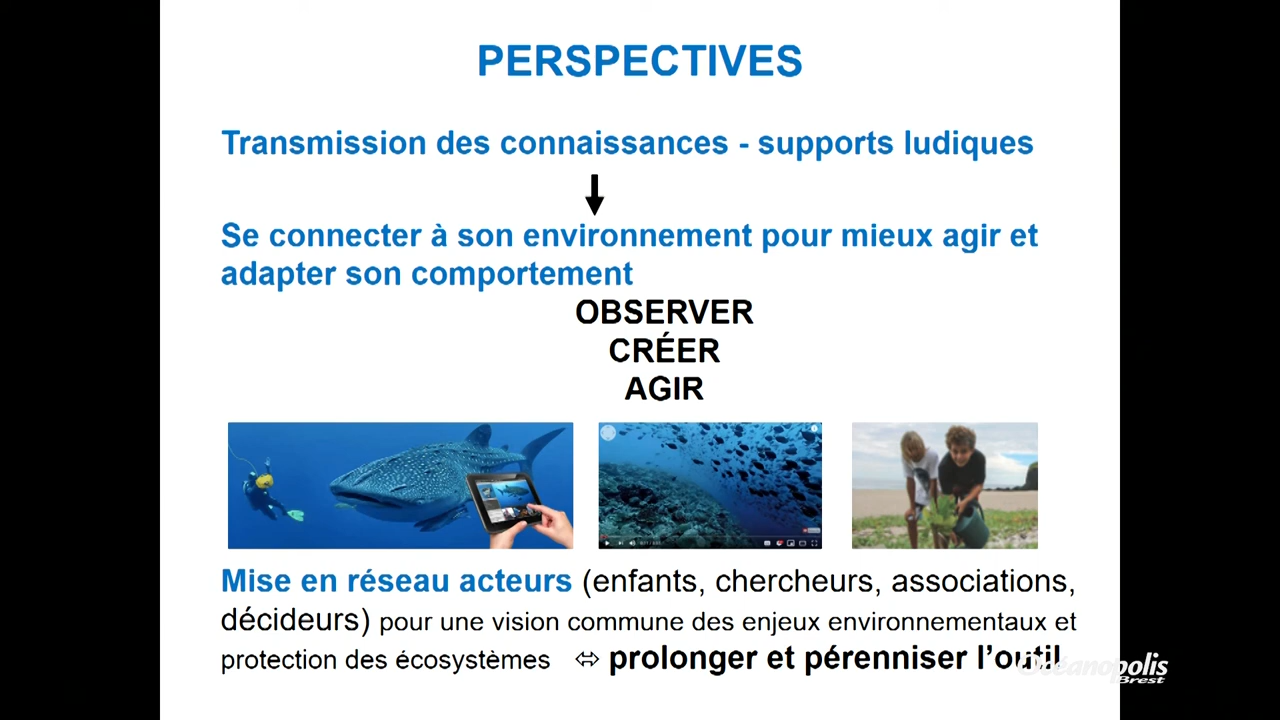 PERSPECTIVES
Transmission des connaissances - supports ludiques
Se connecter à son environnement pour mieux agir et
adapter son comportement
OBSERVER
CRÉER
AGIR
Mise en réseau acteurs (enfants, chercheurs, associations,
décideurs) pour une vision commune des enjeux environnementaux et
protection des écosystèmes ⬄ prolonger et pérenniser l’outil
Océanopolis
Brest